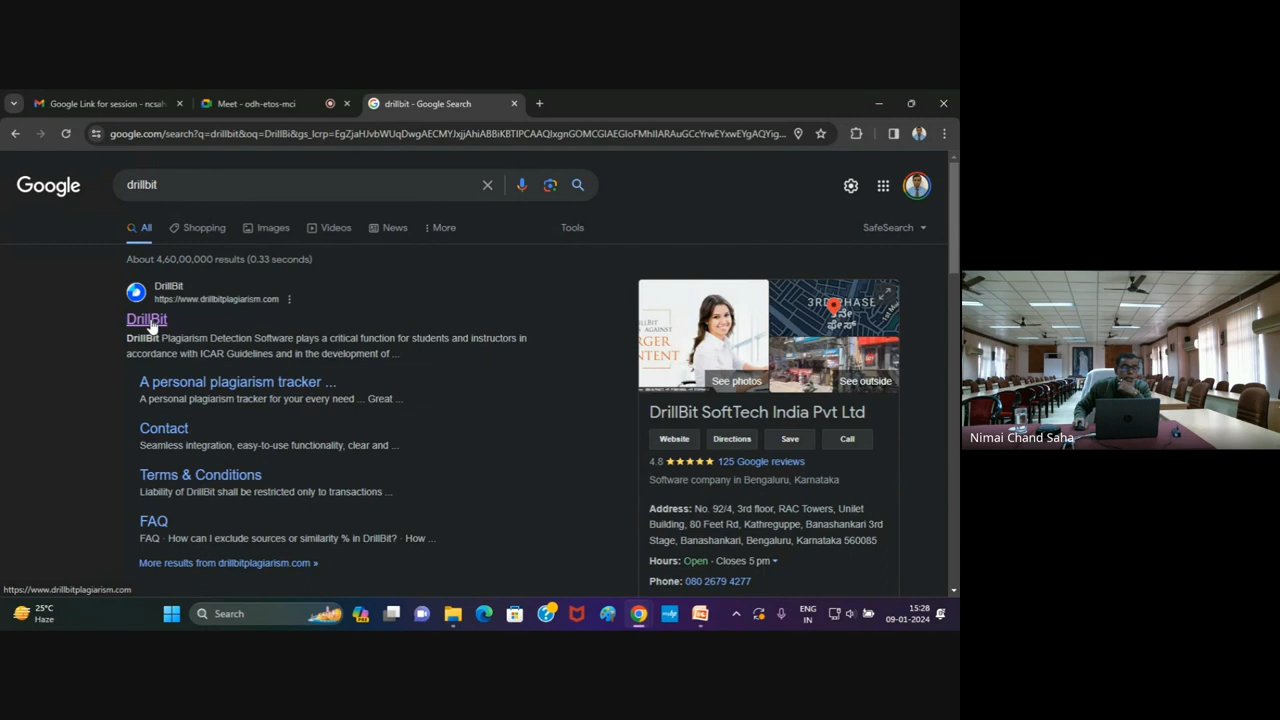 Google Link for session - ncsah
Meet - odh-etos-mci
drillbit - Google Search
google.com/search?q=drillbit&oq=DrillBi&gs_lcrp=EgZjaHJvbWUqDwgAECMYJxjjAhiABBiKBTIPCAAQIxgnGOMCGIAEGIoFMhIIARAuGCcYrwEYxwEYgAQYig...
Google
drillbit
All
Shopping
Images
Videos
News
More
Tools
SafeSearch
About 4,60,00,000 results (0.33 seconds)
DrillBit
https://www.drillbitplagiarism.com
DrillBit
DrillBit Plagiarism Detection Software plays a critical function for students and instructors in
accordance with ICAR Guidelines and in the development of ...
A personal plagiarism tracker ...
A personal plagiarism tracker for your every need ... Great ...
Contact
Seamless integration, easy-to-use functionality, clear and ...
Terms & Conditions
Liability of DrillBit shall be restricted only to transactions ...
FAQ
FAQ · How can I exclude sources or similarity % in DrillBit? · How ...
More results from drillbitplagiarism.com »
See photos
3RD PHASE
See outside
DrillBit SoftTech India Pvt Ltd
Website
Directions
Save
Call
4.8
125 Google reviews
Software company in Bengaluru, Karnataka
Address: No. 92/4, 3rd floor, RAC Towers, Unilet
Building, 80 Feet Rd, Kathreguppe, Banashankari 3rd
Stage, Banashankari, Bengaluru, Karnataka 560085
Hours: Open · Closes 5 pm
Phone: 080 2679 4277
https://www.drillbitplagiarism.com
25°C
Haze
Search
ENG
IN
15:28
09-01-2024
Nimai Chand Saha